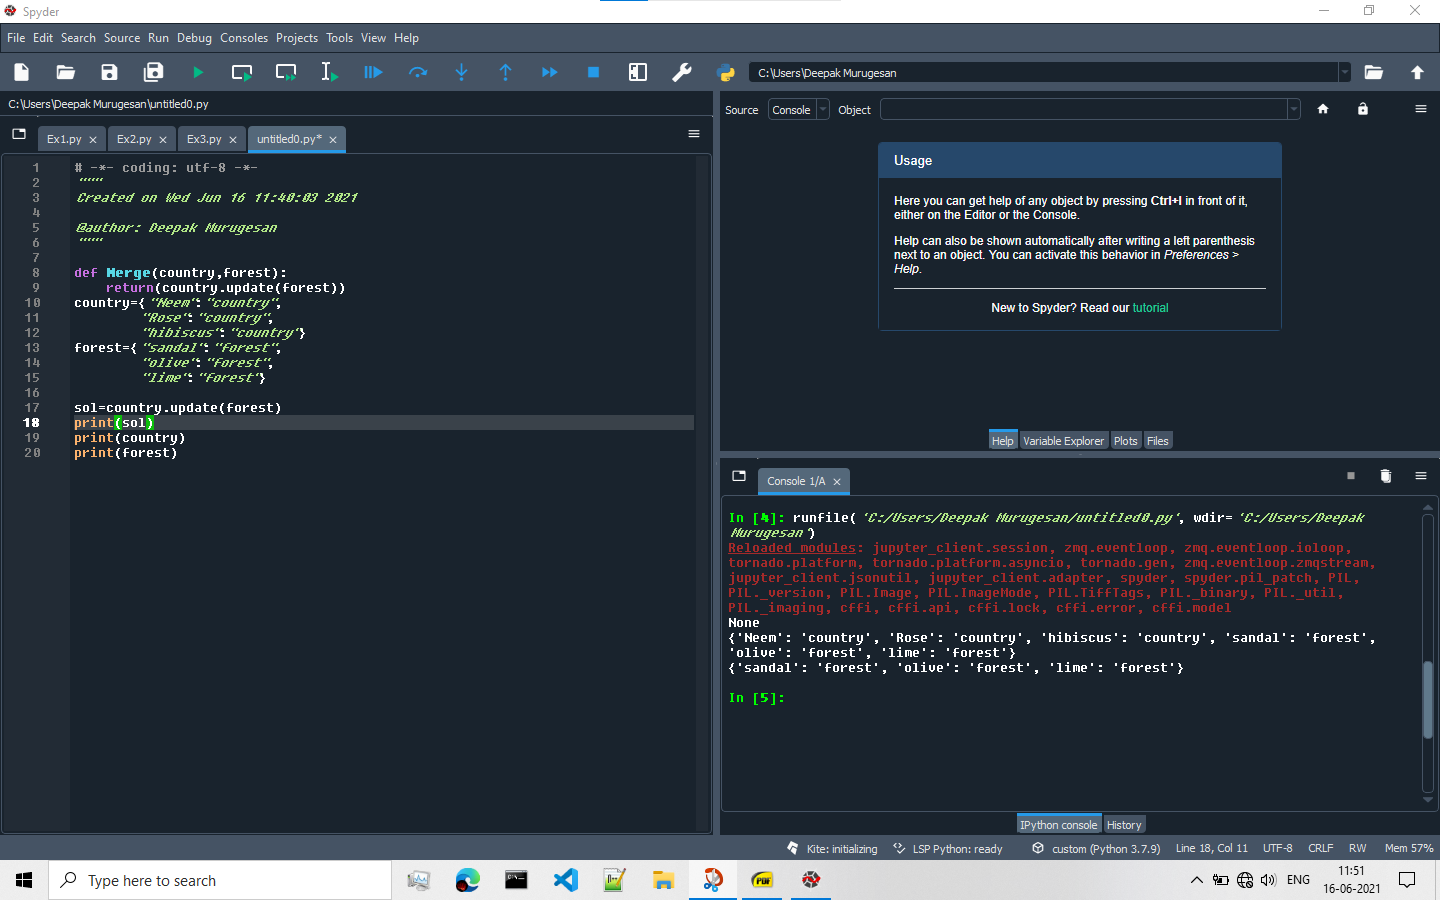 Spyder
File Edit Search Source Run Debug Consoles Projects Tools View Help
C:\Users\Deepak Murugesan
C:\Users\Deepak Murugesan\untitled0.py
Ex1.py Ex2.py Ex3.py untitled0.py*
1 # -*- coding: utf-8 -*-
2 """
3 Created on Wed Jun 16 11:40:03 2021
4
5 @author: Deepak Murugesan
6 """
7
8 def Merge(country,forest):
9     return(country.update(forest))
10 country={ "Neem": "country",
11         "Rose": "country",
12         "hibiscus": "country"}
13 forest={ "sandal": "forest",
14         "olive": "forest",
15         "lime": "forest"}
16
17 sol=country.update(forest)
18 print(sol)
19 print(country)
20 print(forest)
Source Console Object
Usage
Here you can get help of any object by pressing Ctrl+I in front of it,
either on the Editor or the Console.
Help can also be shown automatically after writing a left parenthesis
next to an object. You can activate this behavior in Preferences >
Help.
New to Spyder? Read our tutorial
Help Variable Explorer Plots Files
Console 1/A
In [4]: runfile('C:/Users/Deepak Murugesan/untitled0.py', wdir='C:/Users/Deepak
Murugesan')
Reloaded modules: jupyter_client.session, zmq.eventloop, zmq.eventloop.ioloop,
tornado.platform, tornado.platform.asyncio, tornado.gen, zmq.eventloop.zmqstream,
jupyter_client.jsonutil, jupyter_client.adapter, spyder, spyder.pil_patch, PIL,
PIL._version, PIL.Image, PIL.ImageMode, PIL.TiffTags, PIL._binary, PIL._util,
PIL._imaging, cffi, cffi.api, cffi.lock, cffi.error, cffi.model
None
{'Neem': 'country', 'Rose': 'country', 'hibiscus': 'country', 'sandal': 'forest',
'olive': 'forest', 'lime': 'forest'}
{'sandal': 'forest', 'olive': 'forest', 'lime': 'forest'}
In [5]:
IPython console History
Kite: initializing LSP Python: ready custom (Python 3.7.9) Line 18, Col 11 UTF-8 CRLF RW Mem 57%
Type here to search
PDF
ENG
11:51
16-06-2021